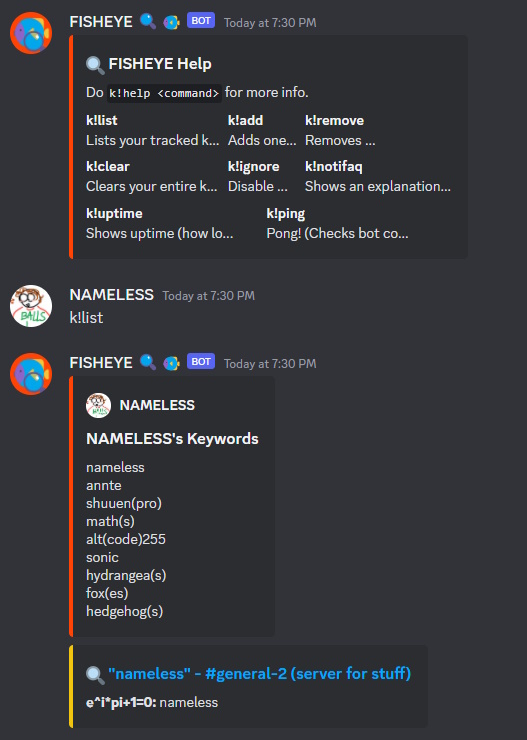 FISHEYE BOT Today at 7:30 PM
FISHEYE Help
Do k!help <command> for more info.
k!list k!add k!remove
Lists your tracked k... Adds one... Removes ...
k!clear k!ignore k!notifaq
Clears your entire k... Disable ... Shows an explanation...
k!uptime k!ping
Shows uptime (how lo... Pong! (Checks bot co...
NAMELESS Today at 7:30 PM
BALLS
k!list
FISHEYE BOT Today at 7:30 PM
NAMELESS
NAMELESS's Keywords
nameless
annte
shuuen(pro)
math(s)
alt(code)255
sonic
hydrangea(s)
fox(es)
hedgehog(s)
"nameless" - #general-2 (server for stuff)
e^i*pi+1=0: nameless